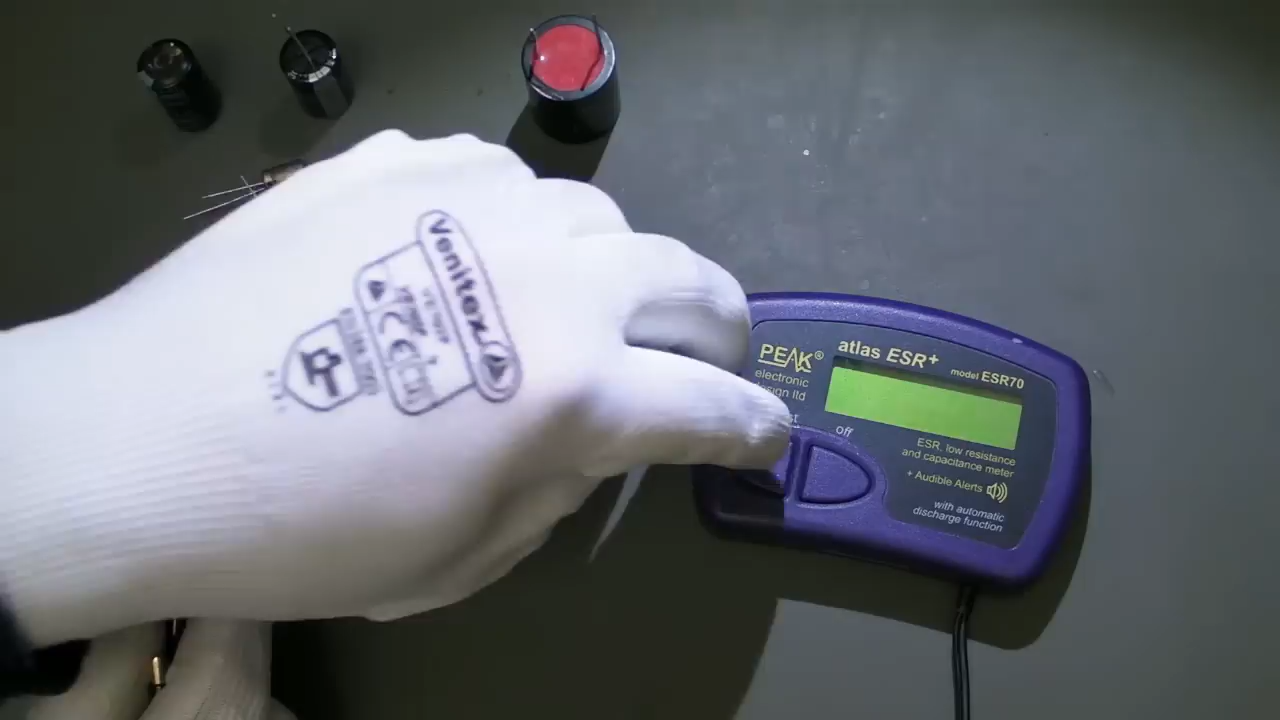 Venitex
PEAK®
electronic
design ltd
atlas ESR+
model ESR70
off
ESR, low resistance
and capacitance meter
+ Audible Alerts
with automatic
discharge function